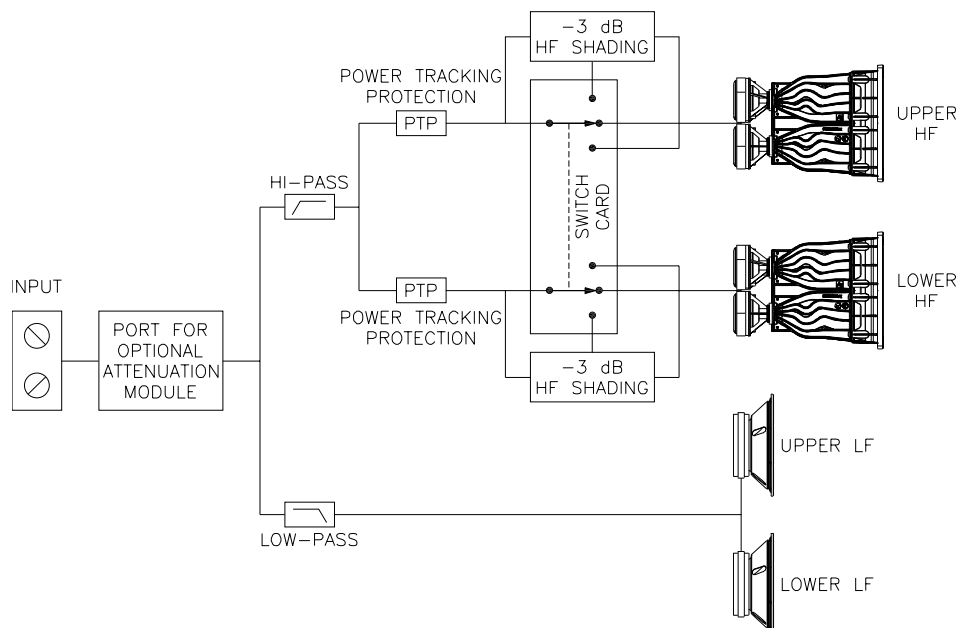 −3 dB
HF SHADING
POWER TRACKING
PROTECTION
PTP
UPPER
HF
HI−PASS
SWITCH
CARD
LOWER
HF
INPUT
PTP
POWER TRACKING
PROTECTION
PORT FOR
OPTIONAL
ATTENUATION
MODULE
−3 dB
HF SHADING
UPPER LF
LOW−PASS
LOWER LF